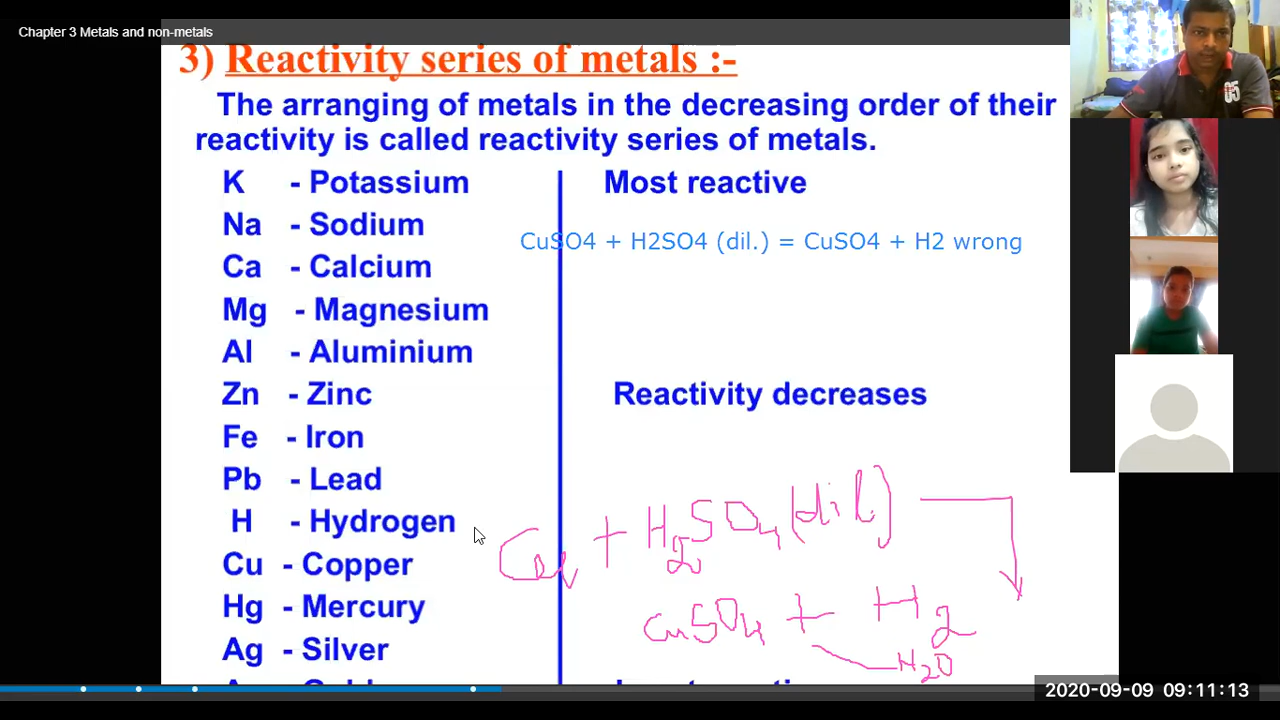 Chapter 3 Metals and non-metals
3) Reactivity series of metals :-
The arranging of metals in the decreasing order of their
reactivity is called reactivity series of metals.
K - Potassium Most reactive
Na - Sodium
CuSO4 + H2SO4 (dil.) = CuSO4 + H2 wrong
Ca - Calcium
Mg - Magnesium
Al - Aluminium
Zn - Zinc Reactivity decreases
Fe - Iron
Pb - Lead
H - Hydrogen
Cu + H2SO4 (dil.)
Cu - Copper
Hg - Mercury
CuSO4 + H2
Ag - Silver
H2O
2020-09-09 09:11:13